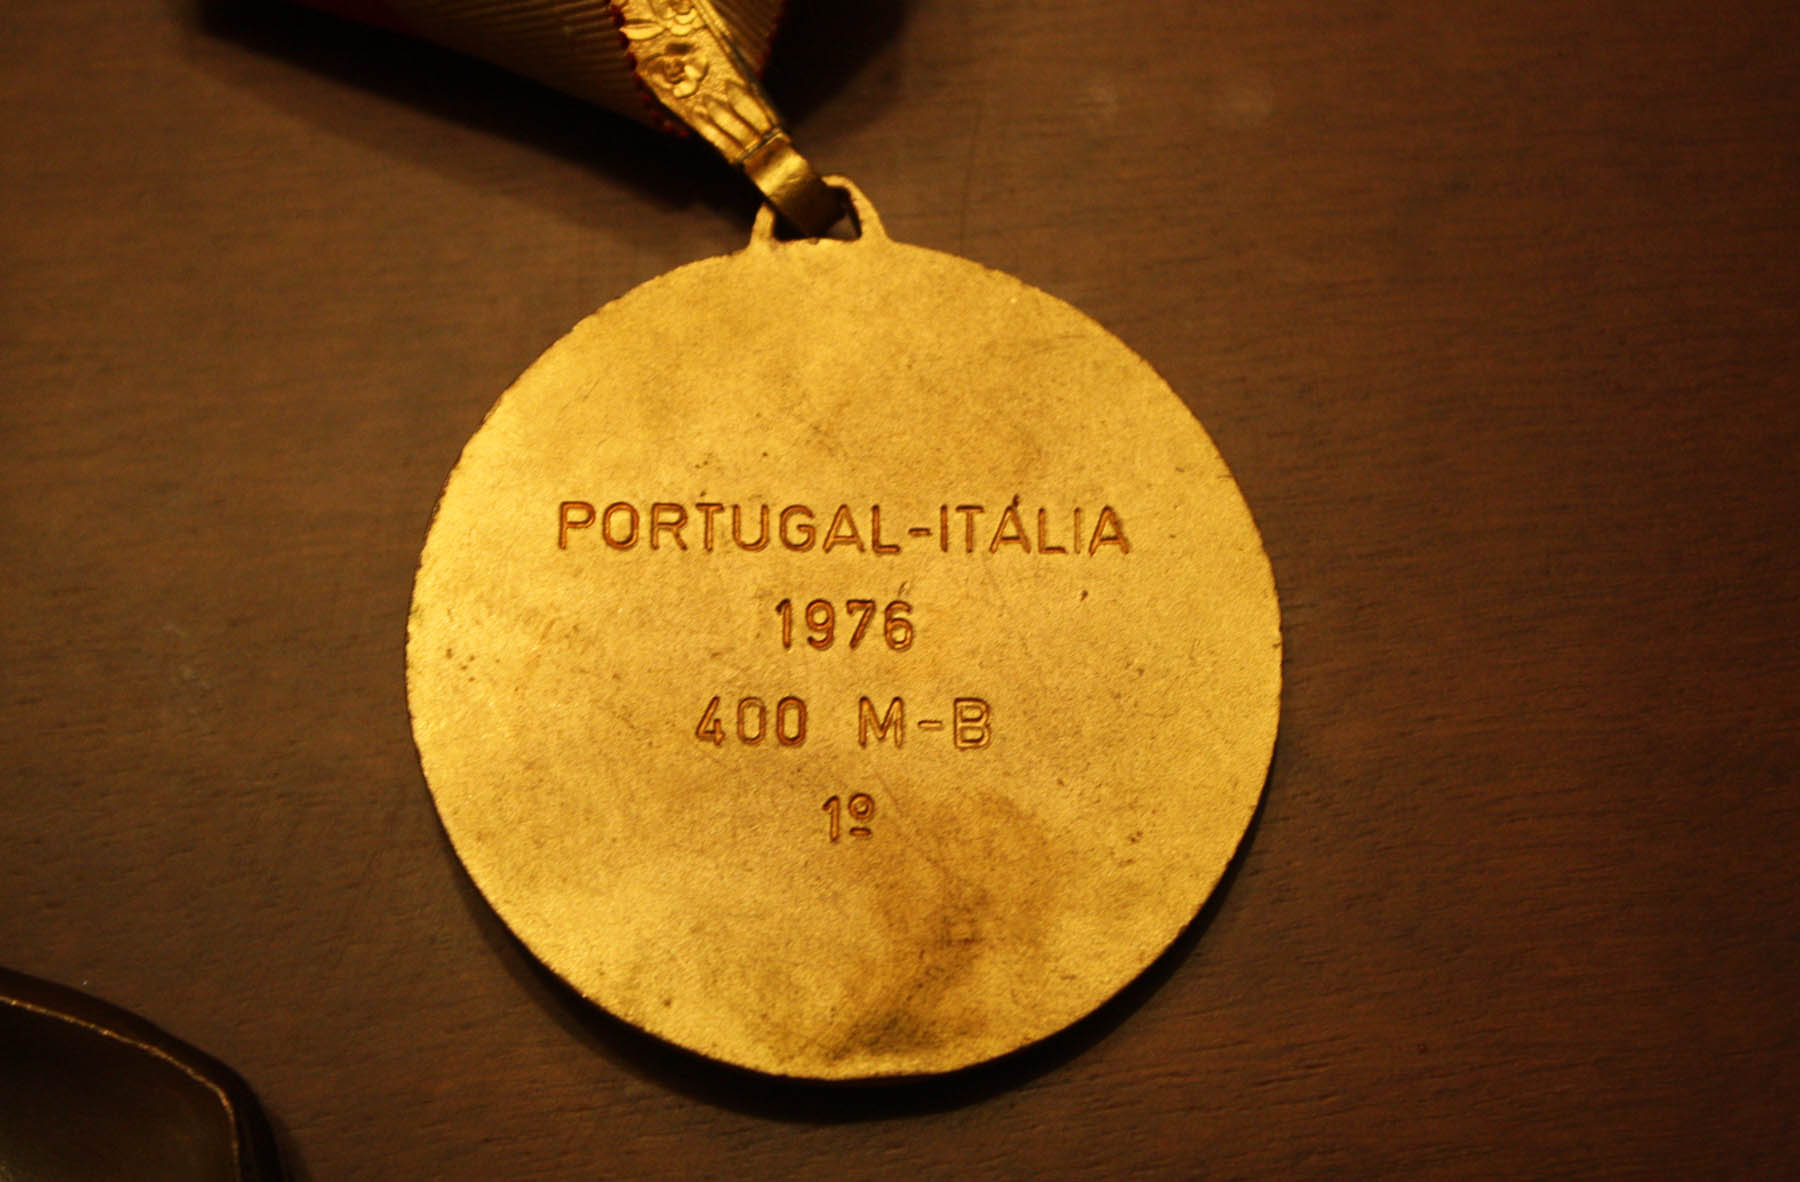 PORTUGAL-ITÁLIA
1976
400 M-B
1º